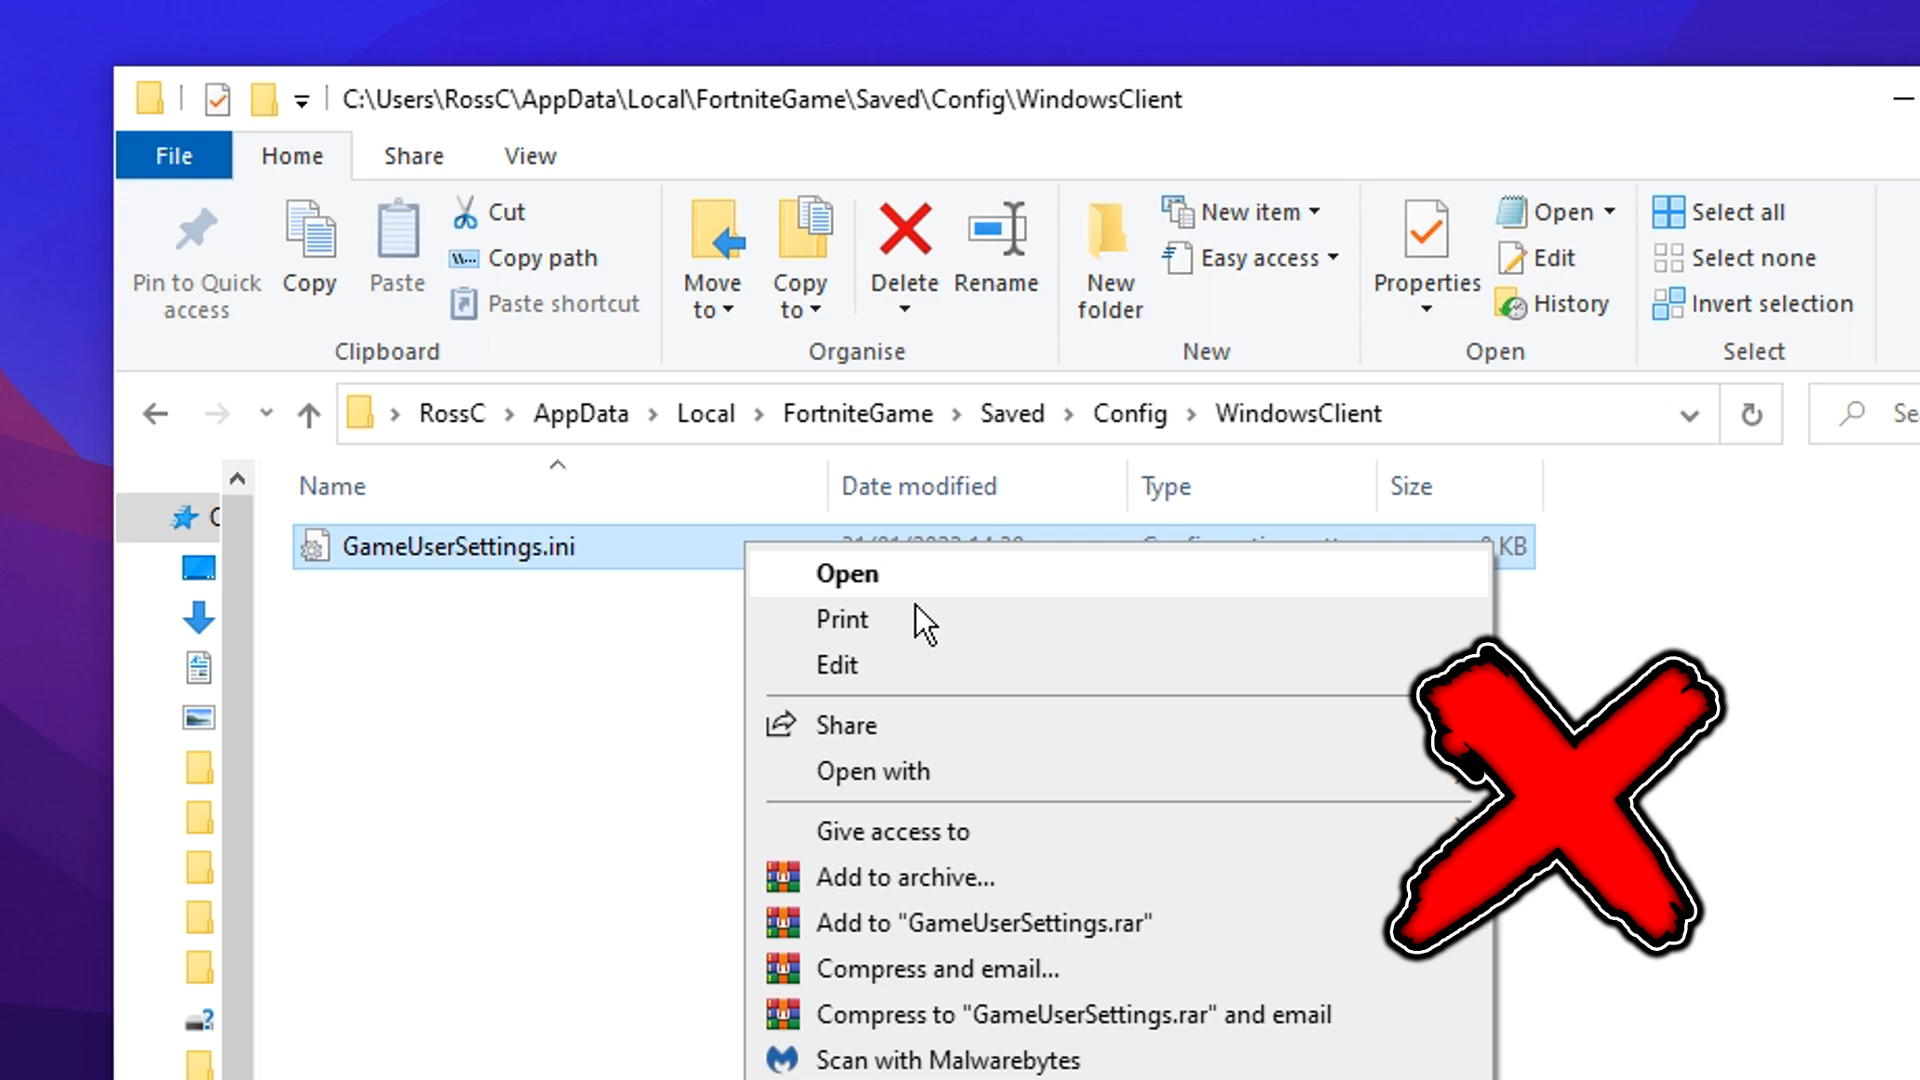 C:\Users\RossC\AppData\Local\FortniteGame\Saved\Config\WindowsClient
File Home Share View
Pin to Quick access
Copy
Paste
Cut
Copy path
Paste shortcut
Move to
Copy to
Delete
Rename
New folder
New item
Easy access
Properties
Open
Edit
History
Select all
Select none
Invert selection
Clipboard Organise New Open Select
RossC AppData Local FortniteGame Saved Config WindowsClient
Name Date modified Type Size
GameUserSettings.ini KB
Open
Print
Edit
Share
Open with
Give access to
Add to archive...
Add to "GameUserSettings.rar"
Compress and email...
Compress to "GameUserSettings.rar" and email
Scan with Malwarebytes